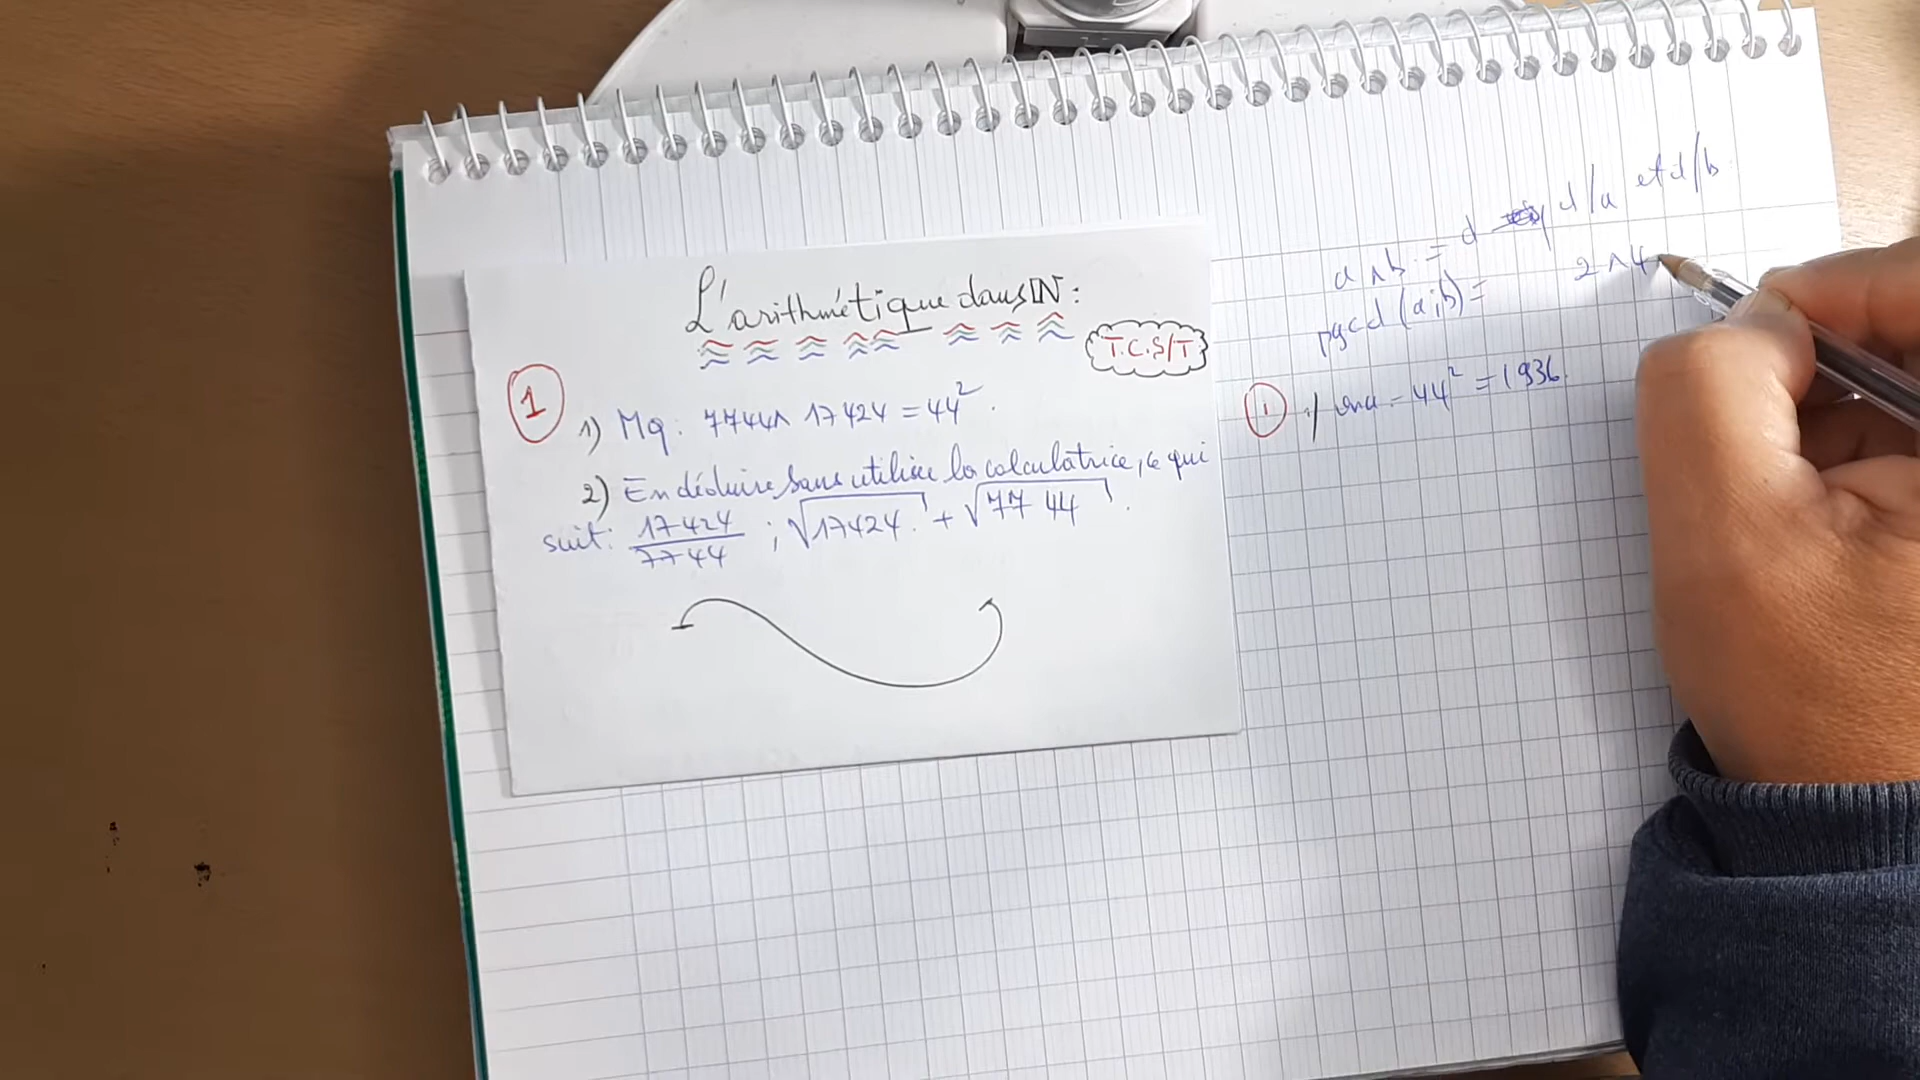 L'arithmétique dans ℕ :
T.C.S/T
1
1) Mq : 7744 ∧ 17424 = 44².
2) En déduire sans utiliser la calculatrice, ce qui
suit : 17424/7744 ; √17424 + √7744.
a ∧ b = d d/a et d/b
pgcd (a;b) = 2 ∧ 4
1 1) on a - 44² = 1936.